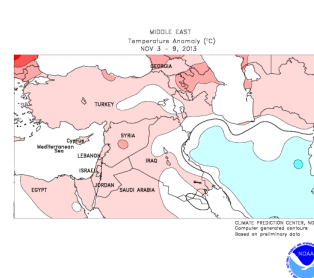 MIDDLE EAST
Temperature Anomaly (°C)
NOV 3 - 9, 2013
GEORGIA
TURKEY
Cyprus
SYRIA
Mediterranean
Sea
LEBANON
IRAQ
ISRAEL
JORDAN
EGYPT
SAUDI ARABIA
CLIMATE PREDICTION CENTER, NO
Computer generated contours
Based on preliminary data
NOAA